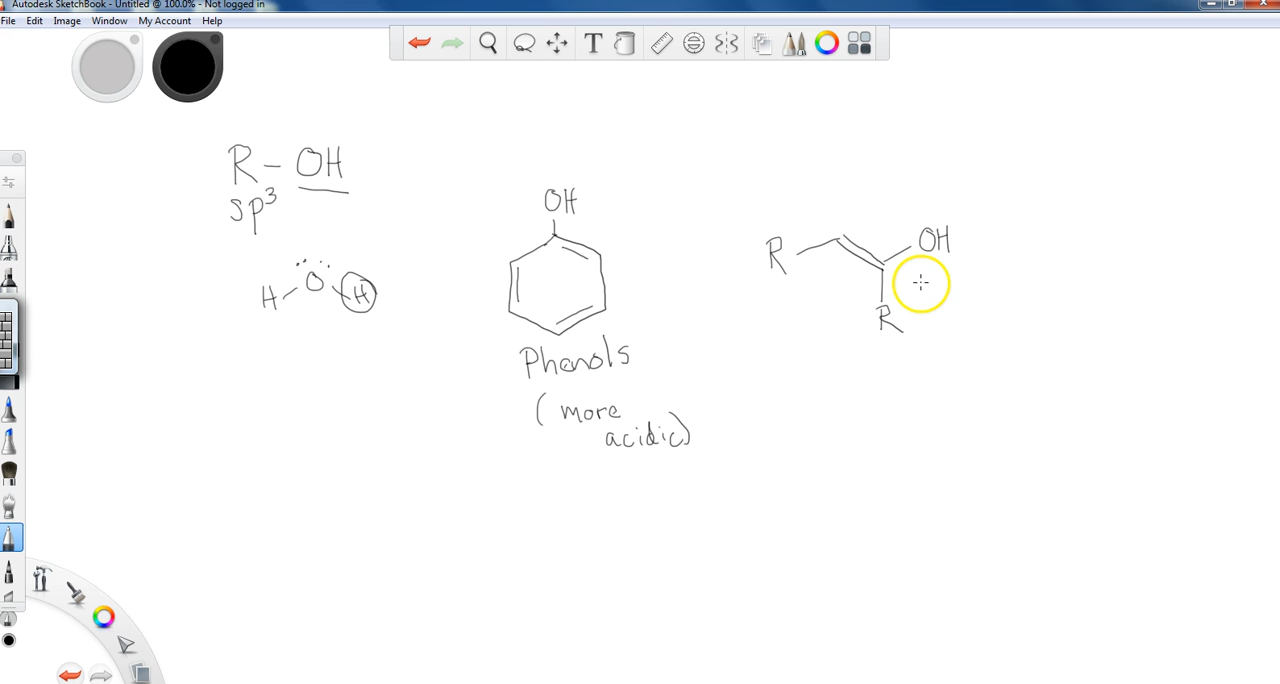 Autodesk SketchBook - Untitled @ 100.0% - Not logged in
File Edit Image Window My Account Help
T
R - OH
sp3
H O H
OH
Phenols
(more
acidic)
R OH
R